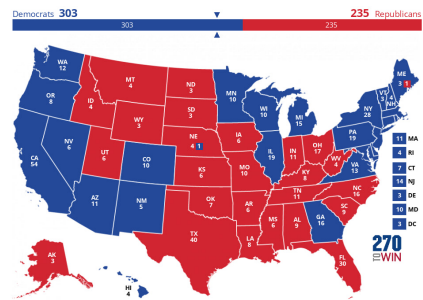 Democrats 303
235 Republicans
303
235
WA
12
OR
8
CA
54
NV
6
ID
4
MT
4
WY
3
UT
6
AZ
11
CO
10
NM
5
ND
3
SD
3
NE
4 1
KS
6
OK
7
TX
40
MN
10
IA
6
MO
10
AR
6
LA
8
WI
10
IL
19
MI
15
IN
11
OH
17
KY
8
TN
11
MS
6
AL
9
GA
16
FL
30
SC
9
NC
16
VA
13
WV
4
PA
19
NY
28
VT
3
NH
4
ME
3 1
11 MA
4 RI
7 CT
14 NJ
3 DE
10 MD
3 DC
AK
3
HI
4
270
TO WIN